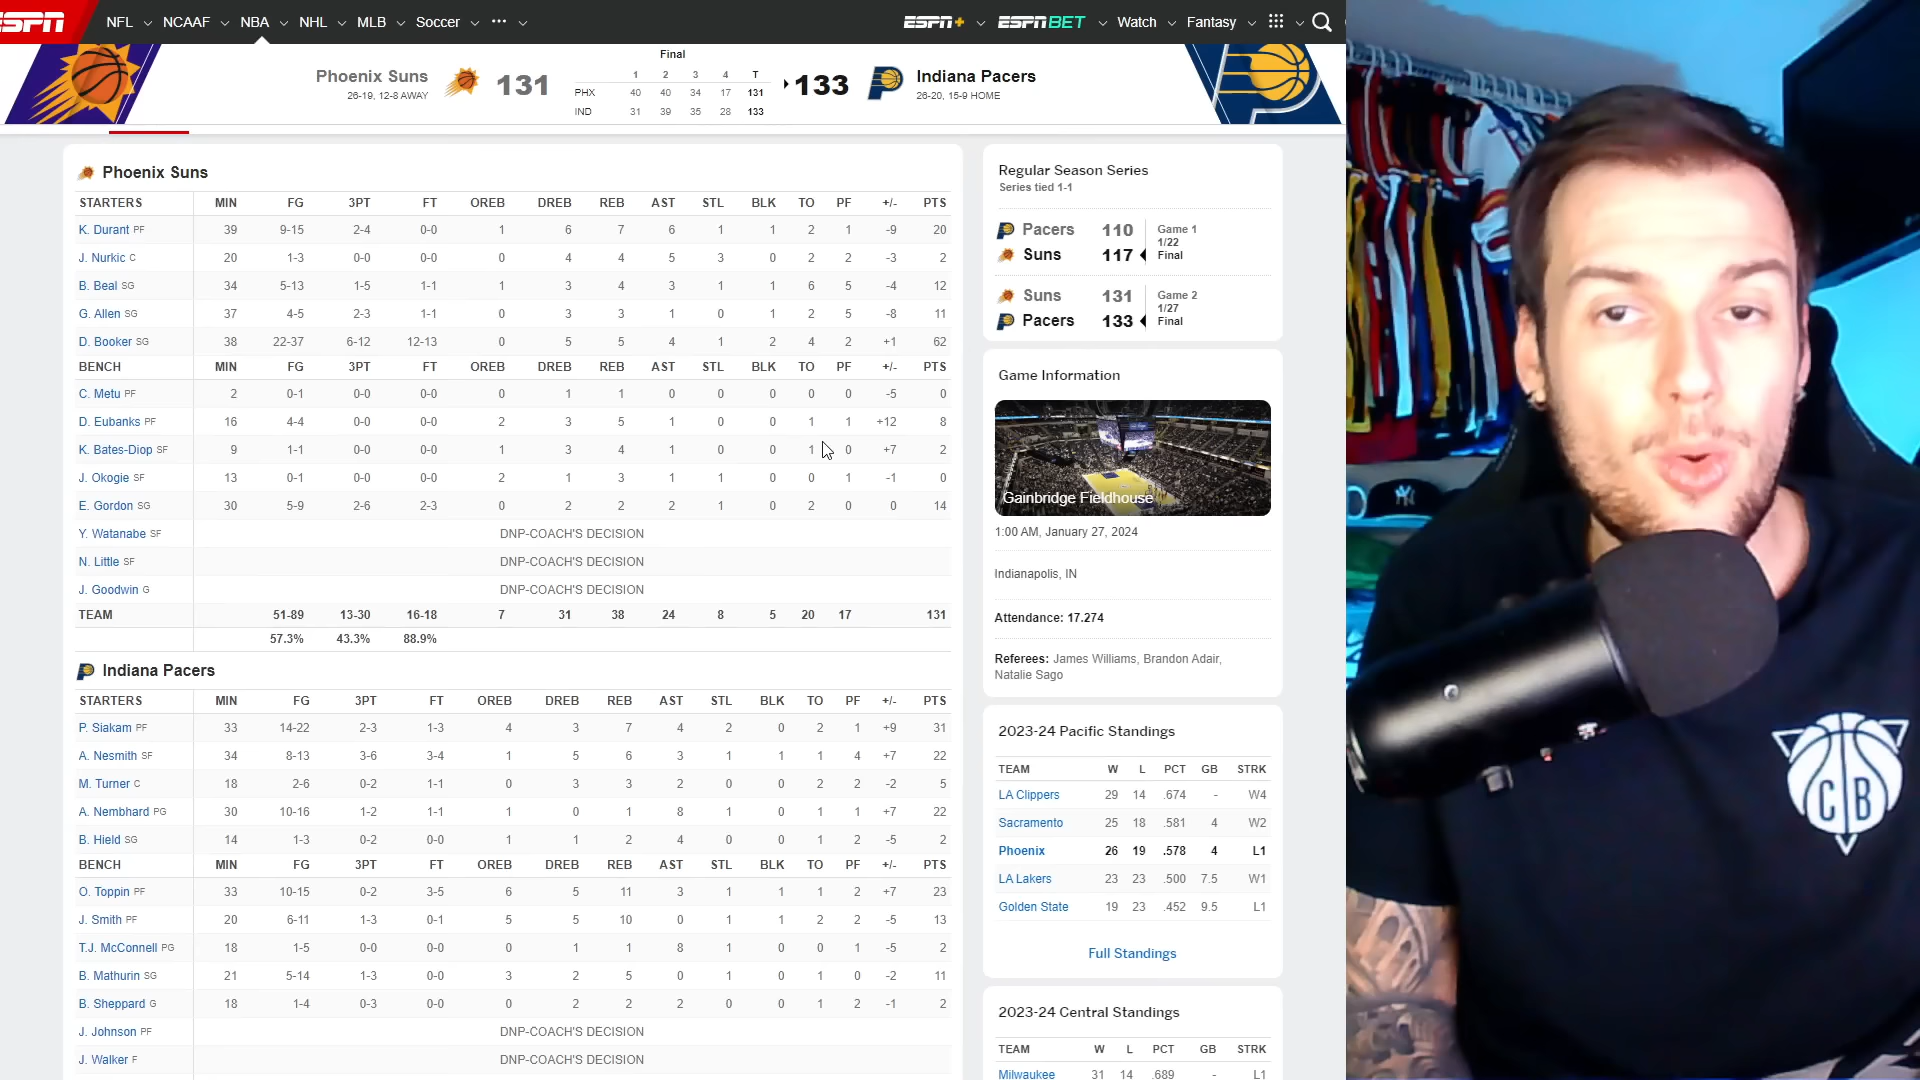 ESPN NFL NCAAF NBA NHL MLB Soccer ••• ESPN+ ESPN BET Watch Fantasy
Final
Phoenix Suns 131
26-19, 12-8 AWAY
1 2 3 4 T
PHX 40 40 34 17 131
IND 31 39 35 28 133
133 Indiana Pacers
26-20, 15-9 HOME
Phoenix Suns
STARTERS MIN FG 3PT FT OREB DREB REB AST STL BLK TO PF +/- PTS
K. Durant PF 39 9-15 2-4 0-0 1 6 7 6 1 1 2 1 -9 20
J. Nurkic C 20 1-3 0-0 0-0 0 4 4 5 3 0 2 2 -3 2
B. Beal SG 34 5-13 1-5 1-1 1 3 4 3 1 1 6 5 -4 12
G. Allen SG 37 4-5 2-3 1-1 0 3 3 1 0 1 2 5 -8 11
D. Booker SG 38 22-37 6-12 12-13 0 5 5 4 1 2 4 2 +1 62
BENCH MIN FG 3PT FT OREB DREB REB AST STL BLK TO PF +/- PTS
C. Metu PF 2 0-1 0-0 0-0 0 1 1 0 0 0 0 0 -5 0
D. Eubanks PF 16 4-4 0-0 0-0 2 3 5 1 0 0 1 1 +12 8
K. Bates-Diop SF 9 1-1 0-0 0-0 1 3 4 1 0 0 1 0 +7 2
J. Okogie SF 13 0-1 0-0 0-0 2 1 3 1 1 0 0 1 -1 0
E. Gordon SG 30 5-9 2-6 2-3 0 2 2 2 1 0 2 0 0 14
Y. Watanabe SF DNP-COACH'S DECISION
N. Little SF DNP-COACH'S DECISION
J. Goodwin G DNP-COACH'S DECISION
TEAM 51-89 13-30 16-18 7 31 38 24 8 5 20 17 131
57.3% 43.3% 88.9%
Indiana Pacers
STARTERS MIN FG 3PT FT OREB DREB REB AST STL BLK TO PF +/- PTS
P. Siakam PF 33 14-22 2-3 1-3 4 3 7 4 2 0 2 1 +9 31
A. Nesmith SF 34 8-13 3-6 3-4 1 5 6 3 1 1 1 4 +7 22
M. Turner C 18 2-6 0-2 1-1 0 3 3 2 0 0 2 2 -2 5
A. Nembhard PG 30 10-16 1-2 1-1 1 0 1 8 1 0 1 1 +7 22
B. Hield SG 14 1-3 0-2 0-0 1 1 2 4 0 0 1 2 -5 2
BENCH MIN FG 3PT FT OREB DREB REB AST STL BLK TO PF +/- PTS
O. Toppin PF 33 10-15 0-2 3-5 6 5 11 3 1 1 1 2 +7 23
J. Smith PF 20 6-11 1-3 0-1 5 5 10 0 1 1 2 2 -5 13
T.J. McConnell PG 18 1-5 0-0 0-0 0 1 1 8 1 0 0 1 -5 2
B. Mathurin SG 21 5-14 1-3 0-0 3 2 5 0 1 0 1 0 -2 11
B. Sheppard G 18 1-4 0-3 0-0 0 2 2 2 0 0 1 2 -1 2
J. Johnson PF DNP-COACH'S DECISION
J. Walker F DNP-COACH'S DECISION
Regular Season Series
Series tied 1-1
Pacers 110 Game 1
1/22
Suns 117 Final
Suns 131 Game 2
1/27
Pacers 133 Final
Game Information
Gainbridge Fieldhouse
1:00 AM, January 27, 2024
Indianapolis, IN
Attendance: 17.274
Referees: James Williams, Brandon Adair,
Natalie Sago
2023-24 Pacific Standings
TEAM W L PCT GB STRK
LA Clippers 29 14 .674 - W4
Sacramento 25 18 .581 4 W2
Phoenix 26 19 .578 4 L1
LA Lakers 23 23 .500 7.5 W1
Golden State 19 23 .452 9.5 L1
Full Standings
2023-24 Central Standings
TEAM W L PCT GB STRK
Milwaukee 31 14 .689 - L1
CB